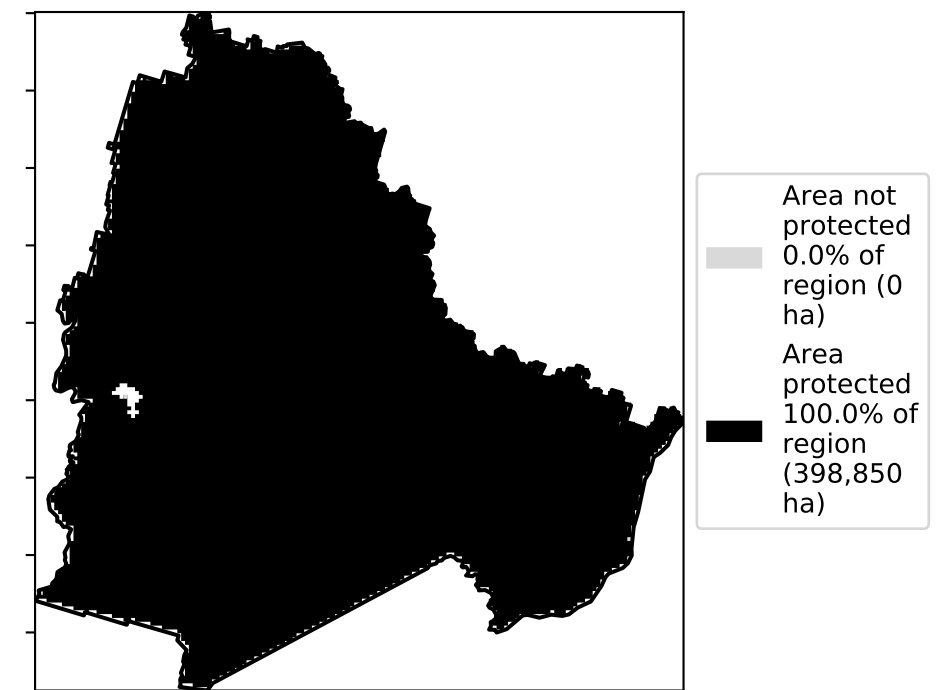 Area not
protected
0.0% of
region (0
ha)
Area
protected
100.0% of
region
(398,850
ha)